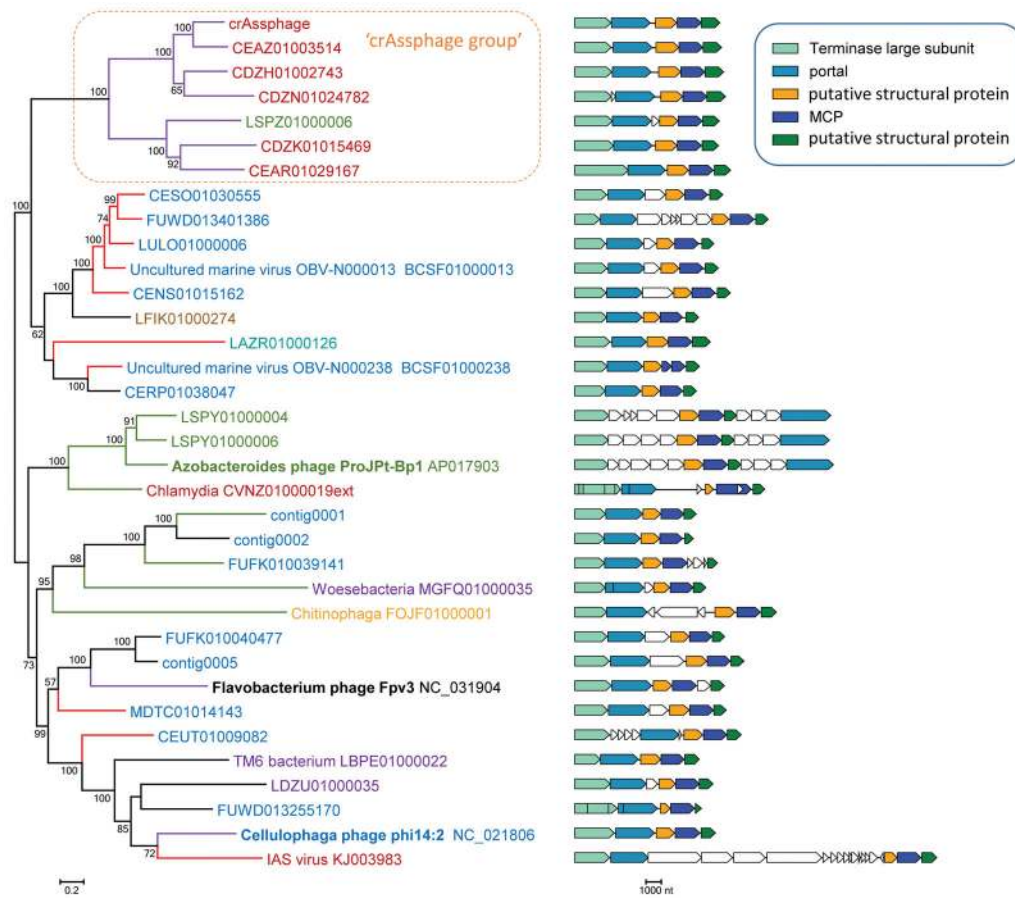 crAssphage
CEAZ01003514
CDZH01002743
CDZN01024782
LSPZ01000006
CDZK01015469
CEAR01029167
'crAssphage group'
CESO01030555
FUWD013401386
LULO01000006
Uncultured marine virus OBV-N000013 BCSF01000013
CENS01015162
LFIK01000274
LAZR01000126
Uncultured marine virus OBV-N000238 BCSF01000238
CERP01038047
LSPY01000004
LSPY01000006
Azobacteroides phage ProJPt-Bp1 AP017903
Chlamydia CVNZ01000019ext
contig0001
contig0002
FUFK010039141
Woesebacteria MGFQ01000035
Chitinophaga FOJF01000001
FUFK010040477
contig0005
Flavobacterium phage Fpv3 NC_031904
MDTC01014143
CEUT01009082
TM6 bacterium LBPE01000022
LDZU01000035
FUWD013255170
Cellulophaga phage phi14:2 NC_021806
IAS virus KJ003983
100
100
65
100
100
92
100
99
74
100
100
100
62
100
91
100
100
100
100
98
95
73
100
100
57
99
100
100
85
72
0.2
1000 nt
Terminase large subunit
portal
putative structural protein
MCP
putative structural protein